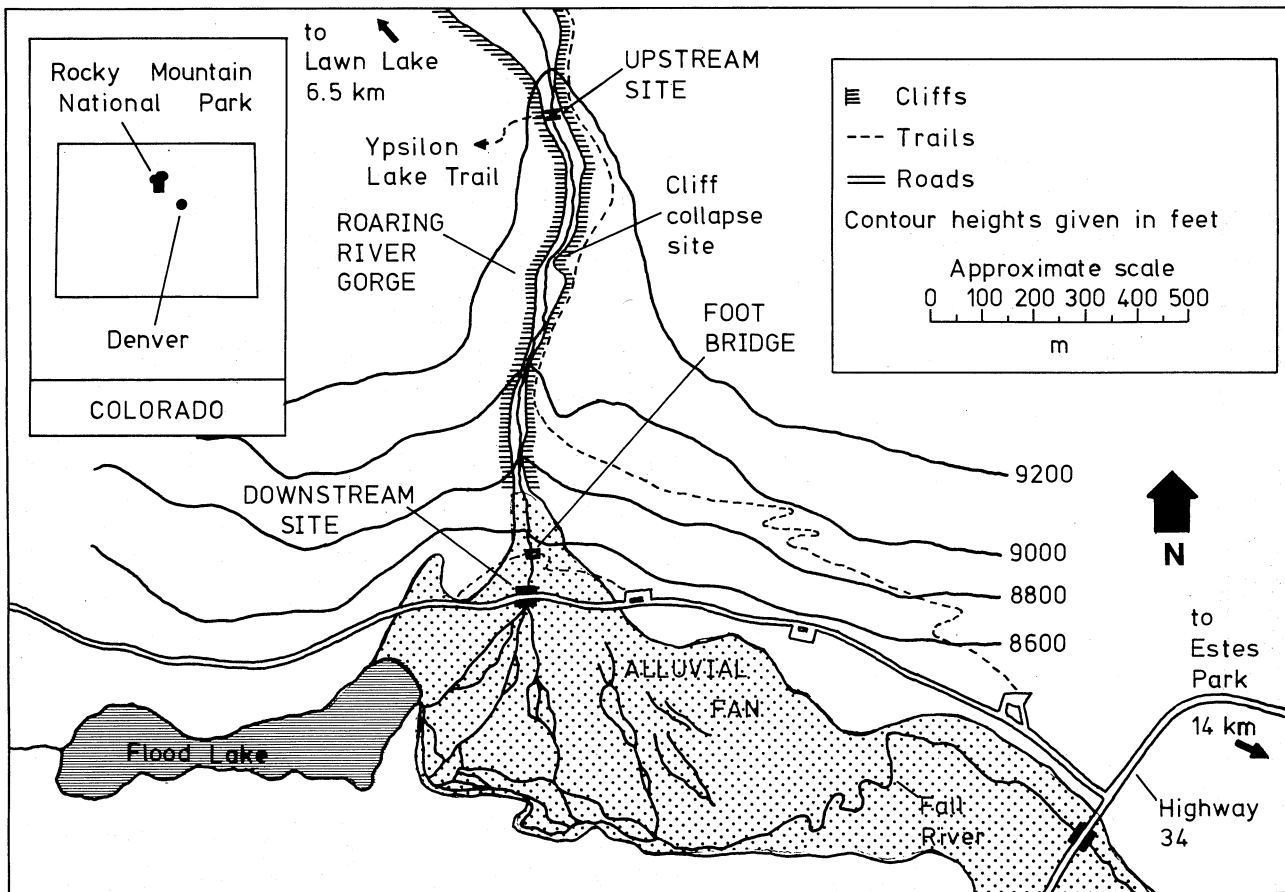 Rocky Mountain
National Park
Denver
COLORADO
to
Lawn Lake
6.5 km
UPSTREAM
SITE
Ypsilon
Lake Trail
Cliff
collapse
site
ROARING
RIVER
GORGE
FOOT
BRIDGE
Cliffs
Trails
Roads
Contour heights given in feet
Approximate scale
0 100 200 300 400 500
m
DOWNSTREAM
SITE
9200
9000
8800
8600
N
to
Estes
Park
14 km
ALLUVIAL
FAN
Flood Lake
Fall
River
Highway
34